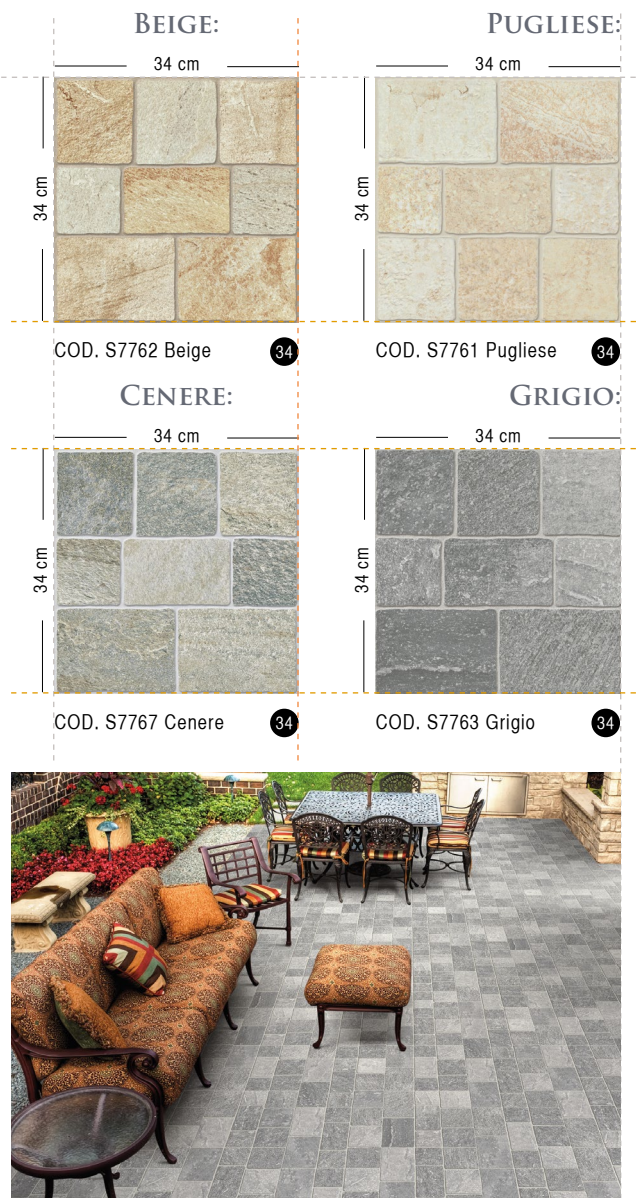 BEIGE:
PUGLIESE:
34 cm
34 cm
34 cm
34 cm
COD. S7762 Beige 34
COD. S7761 Pugliese 34
CENERE:
GRIGIO:
34 cm
34 cm
34 cm
34 cm
COD. S7767 Cenere 34
COD. S7763 Grigio 34